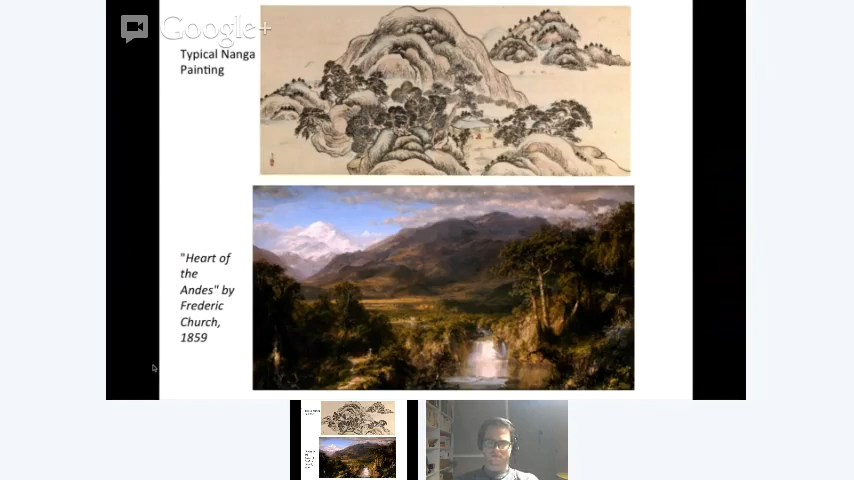 Google+
Typical Nanga
Painting
"Heart of
the
Andes" by
Frederic
Church,
1859